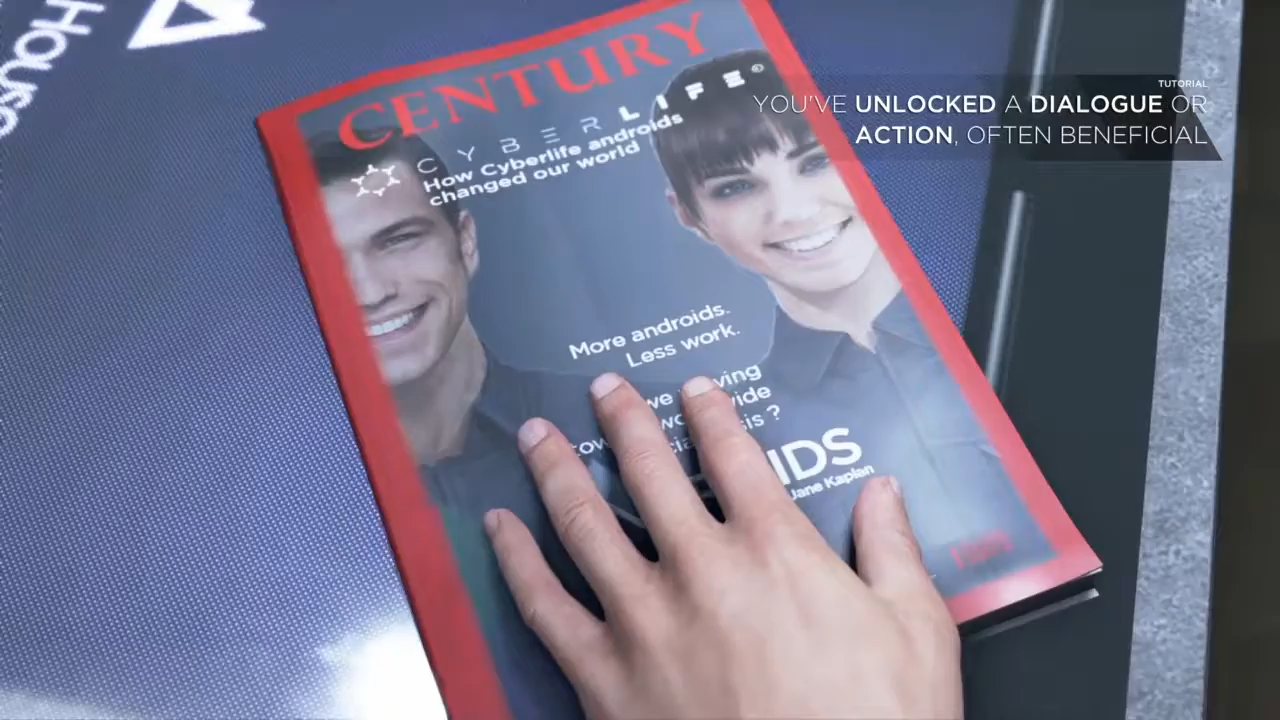 House
CENTURY
CYBERLIFE
How Cyberlife androids
changed our world
More androids.
Less work.
we
?
IDS
Jane Kaplan
TUTORIAL
YOU'VE UNLOCKED A DIALOGUE OR
ACTION, OFTEN BENEFICIAL